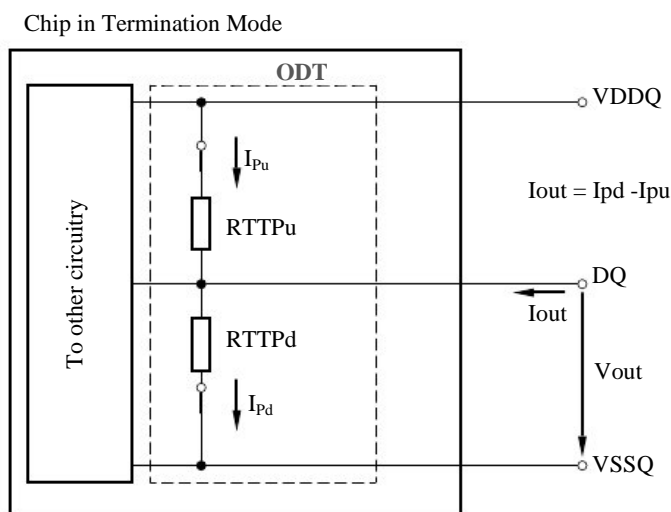 Chip in Termination Mode
ODT
VDDQ
IPu
Iout = Ipd -Ipu
RTTPu
To other circuitry
DQ
Iout
RTTPd
Vout
IPd
VSSQ